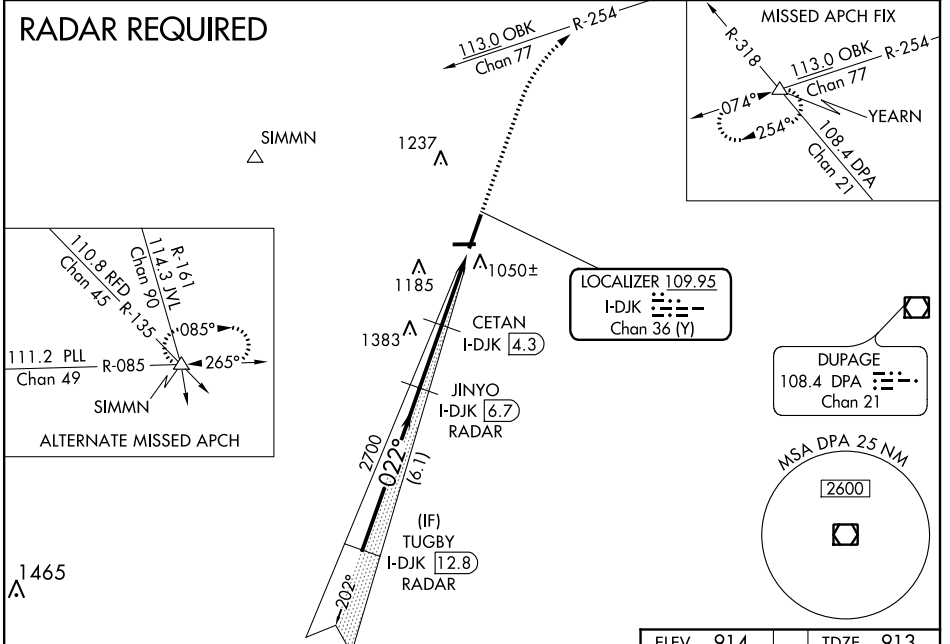 RADAR REQUIRED
113.0 OBK
Chan 77
R-254
MISSED APCH FIX
R-318
113.0 OBK
Chan 77
R-254
074°
254°
YEARN
108.4 DPA
Chan 21
SIMMN
1237
110.8 RFD
Chan 45
R-135
R-161
114.3 JVL
Chan 90
085°
265°
111.2 PLL
Chan 49
R-085
SIMMN
ALTERNATE MISSED APCH
1185
1050±
1383
LOCALIZER 109.95
I-DJK
Chan 36 (Y)
CETAN
I-DJK 4.3
JINYO
I-DJK 6.7
RADAR
DUPAGE
108.4 DPA
Chan 21
2700
022°
(6.1)
MSA DPA 25 NM
2600
(IF)
TUGBY
I-DJK 12.8
RADAR
202°
1465
ELEV 914
TDZE 913